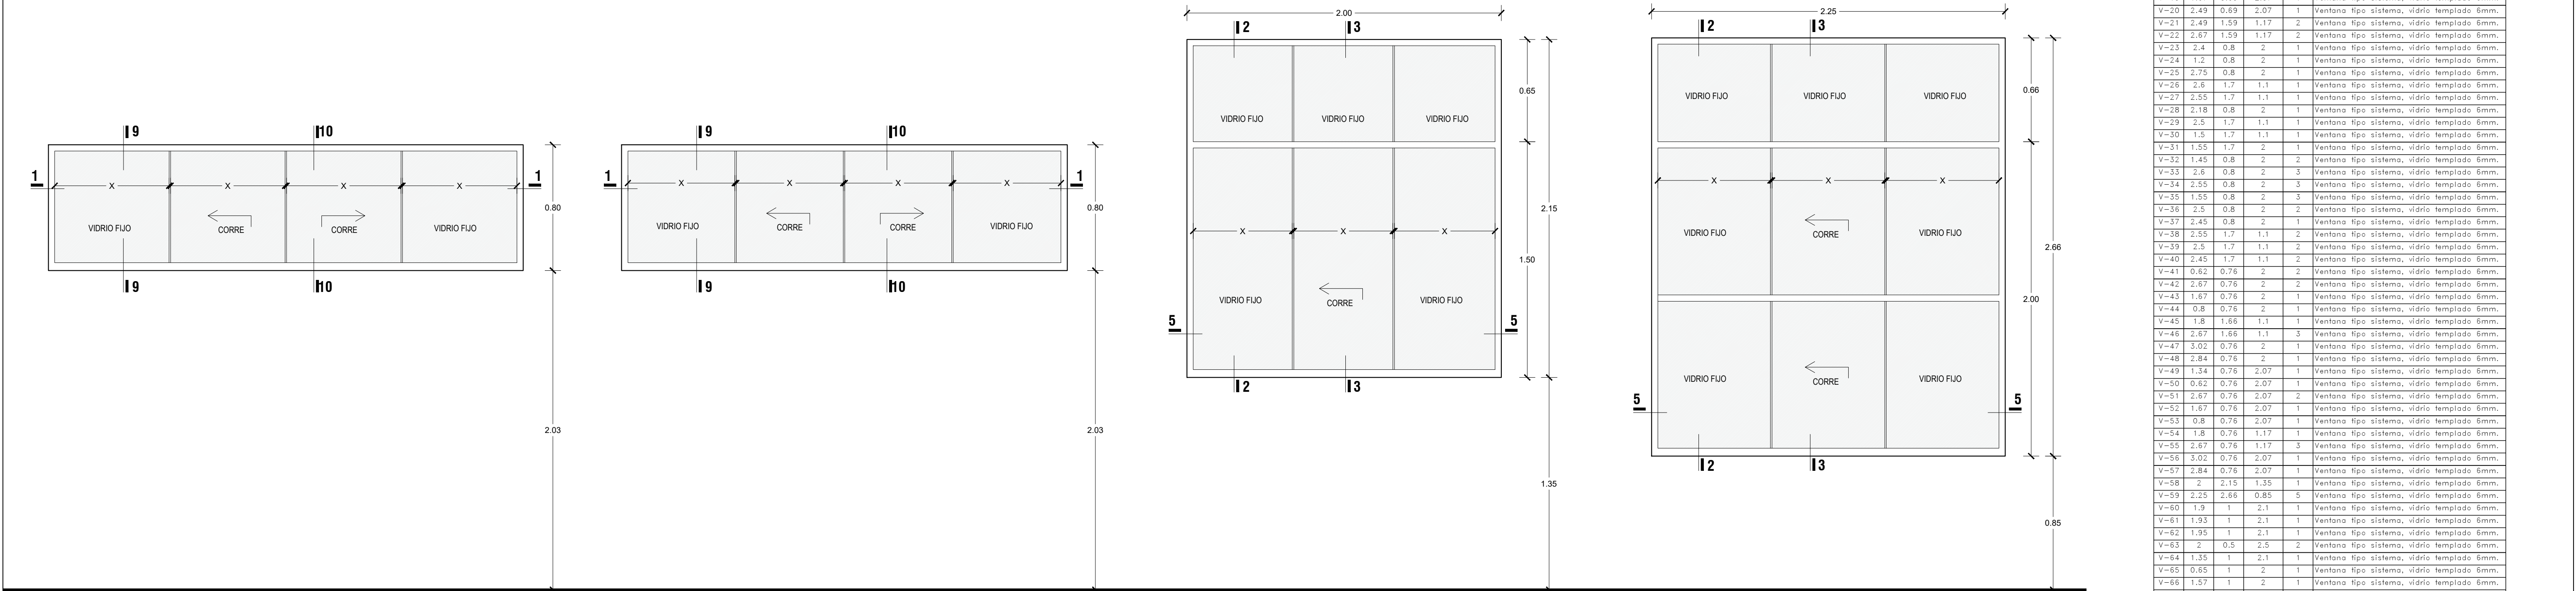 2.00
2.25
2 3
2 3
0.65
0.66
VIDRIO FIJO VIDRIO FIJO VIDRIO FIJO
VIDRIO FIJO VIDRIO FIJO VIDRIO FIJO
9 10
9 10
1 X X X X 1
1 X X X X 1
0.80
0.80
VIDRIO FIJO CORRE CORRE VIDRIO FIJO
VIDRIO FIJO CORRE CORRE VIDRIO FIJO
9 10
9 10
2.03
2.03
X X X
2.15
1.50
VIDRIO FIJO CORRE VIDRIO FIJO
5 5
2 3
1.35
X X X
VIDRIO FIJO CORRE VIDRIO FIJO
2.66
2.00
VIDRIO FIJO CORRE VIDRIO FIJO
5 5
2 3
0.85
V-20 2.49 0.69 2.07 1 Ventana tipo sistema, vidrio templado 6mm.
V-21 2.49 1.59 1.17 2 Ventana tipo sistema, vidrio templado 6mm.
V-22 2.67 1.59 1.17 2 Ventana tipo sistema, vidrio templado 6mm.
V-23 2.4 0.8 2 1 Ventana tipo sistema, vidrio templado 6mm.
V-24 1.2 0.8 2 1 Ventana tipo sistema, vidrio templado 6mm.
V-25 2.75 0.8 2 1 Ventana tipo sistema, vidrio templado 6mm.
V-26 2.6 1.7 1.1 1 Ventana tipo sistema, vidrio templado 6mm.
V-27 2.55 1.7 1.1 1 Ventana tipo sistema, vidrio templado 6mm.
V-28 2.18 0.8 2 1 Ventana tipo sistema, vidrio templado 6mm.
V-29 2.5 1.7 1.1 1 Ventana tipo sistema, vidrio templado 6mm.
V-30 1.5 1.7 1.1 1 Ventana tipo sistema, vidrio templado 6mm.
V-31 1.55 1.7 2 1 Ventana tipo sistema, vidrio templado 6mm.
V-32 1.45 0.8 2 2 Ventana tipo sistema, vidrio templado 6mm.
V-33 2.6 0.8 2 3 Ventana tipo sistema, vidrio templado 6mm.
V-34 2.55 0.8 2 3 Ventana tipo sistema, vidrio templado 6mm.
V-35 1.55 0.8 2 3 Ventana tipo sistema, vidrio templado 6mm.
V-36 2.5 0.8 2 2 Ventana tipo sistema, vidrio templado 6mm.
V-37 2.45 0.8 2 1 Ventana tipo sistema, vidrio templado 6mm.
V-38 2.55 1.7 1.1 2 Ventana tipo sistema, vidrio templado 6mm.
V-39 2.5 1.7 1.1 2 Ventana tipo sistema, vidrio templado 6mm.
V-40 2.45 1.7 1.1 2 Ventana tipo sistema, vidrio templado 6mm.
V-41 0.62 0.76 2 2 Ventana tipo sistema, vidrio templado 6mm.
V-42 2.67 0.76 2 2 Ventana tipo sistema, vidrio templado 6mm.
V-43 1.67 0.76 2 1 Ventana tipo sistema, vidrio templado 6mm.
V-44 0.8 0.76 2 1 Ventana tipo sistema, vidrio templado 6mm.
V-45 1.8 1.66 1.1 1 Ventana tipo sistema, vidrio templado 6mm.
V-46 2.67 1.66 1.1 3 Ventana tipo sistema, vidrio templado 6mm.
V-47 3.02 0.76 2 1 Ventana tipo sistema, vidrio templado 6mm.
V-48 2.84 0.76 2 1 Ventana tipo sistema, vidrio templado 6mm.
V-49 1.34 0.76 2.07 1 Ventana tipo sistema, vidrio templado 6mm.
V-50 0.62 0.76 2.07 1 Ventana tipo sistema, vidrio templado 6mm.
V-51 2.67 0.76 2.07 2 Ventana tipo sistema, vidrio templado 6mm.
V-52 1.67 0.76 2.07 1 Ventana tipo sistema, vidrio templado 6mm.
V-53 0.8 0.76 2.07 1 Ventana tipo sistema, vidrio templado 6mm.
V-54 1.8 0.76 1.17 1 Ventana tipo sistema, vidrio templado 6mm.
V-55 2.67 0.76 1.17 3 Ventana tipo sistema, vidrio templado 6mm.
V-56 3.02 0.76 2.07 1 Ventana tipo sistema, vidrio templado 6mm.
V-57 2.84 0.76 2.07 1 Ventana tipo sistema, vidrio templado 6mm.
V-58 2 2.15 1.35 1 Ventana tipo sistema, vidrio templado 6mm.
V-59 2.25 2.66 0.85 5 Ventana tipo sistema, vidrio templado 6mm.
V-60 1.9 1 2.1 1 Ventana tipo sistema, vidrio templado 6mm.
V-61 1.93 1 2.1 1 Ventana tipo sistema, vidrio templado 6mm.
V-62 1.95 1 2.1 1 Ventana tipo sistema, vidrio templado 6mm.
V-63 2 0.5 2.5 2 Ventana tipo sistema, vidrio templado 6mm.
V-64 1.35 1 2.1 1 Ventana tipo sistema, vidrio templado 6mm.
V-65 0.65 1 2 1 Ventana tipo sistema, vidrio templado 6mm.
V-66 1.57 1 2 1 Ventana tipo sistema, vidrio templado 6mm.